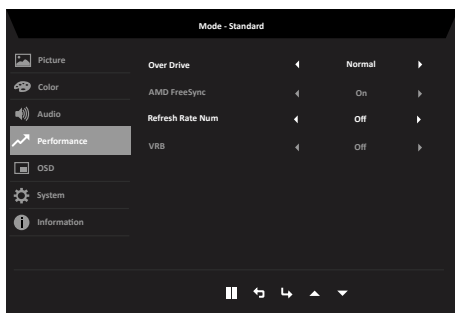 Mode - Standard
Picture
Color
Audio
Performance
OSD
System
Information
Over Drive Normal
AMD FreeSync On
Refresh Rate Num Off
VRB Off